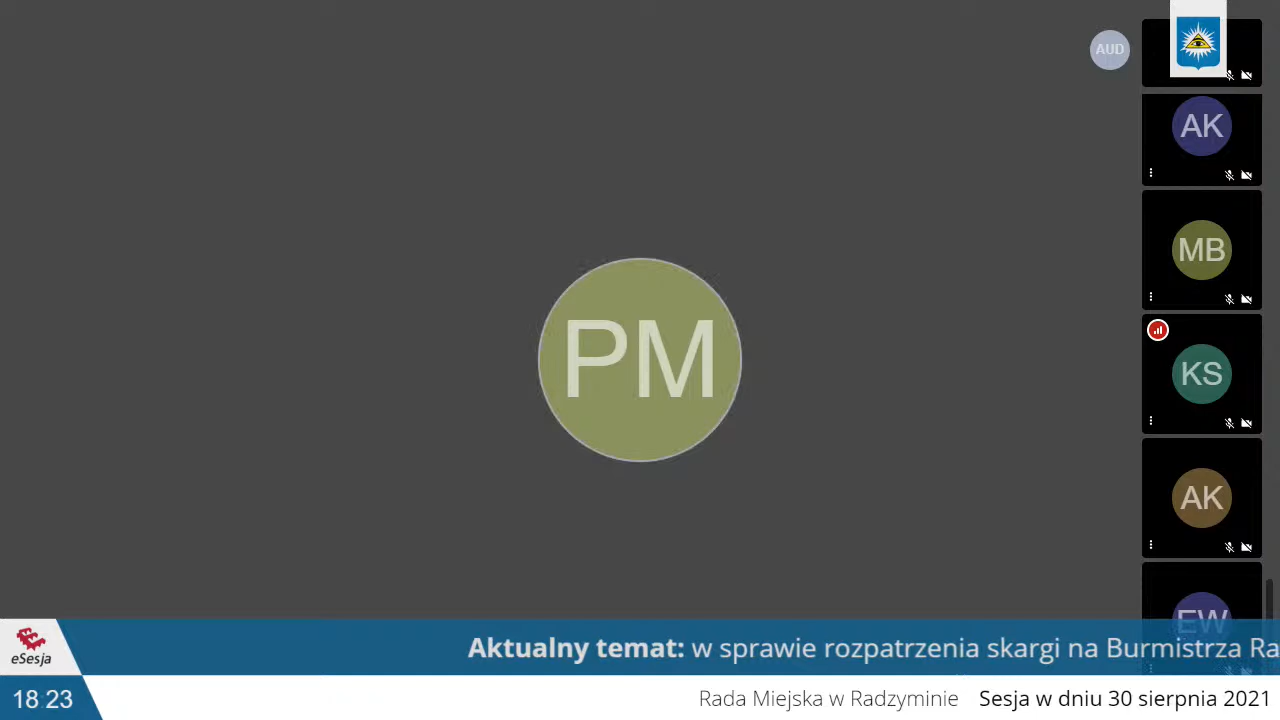 AUD
AK
MB
KS
PM
AK
EW
eSesja
Aktualny temat: w sprawie rozpatrzenia skargi na Burmistrza Ra
18:23
Rada Miejska w Radzyminie Sesja w dniu 30 sierpnia 2021